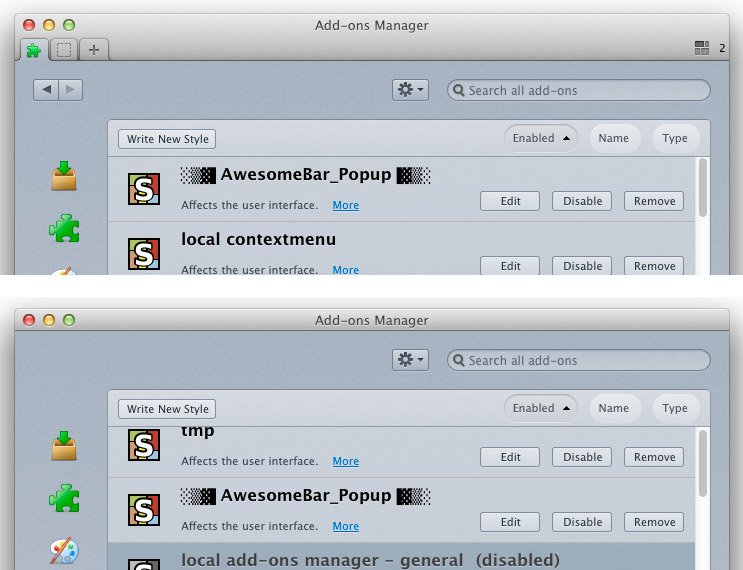 Add-ons Manager
2
Search all add-ons
Write New Style
Enabled Name Type
S
░▒▓█ AwesomeBar_Popup █▓▒░
Affects the user interface. More
Edit Disable Remove
S
local contextmenu
Affects the user interface. More
Edit Disable Remove
Add-ons Manager
Search all add-ons
Write New Style
Enabled Name Type
S
tmp
Affects the user interface. More
Edit Disable Remove
S
░▒▓█ AwesomeBar_Popup █▓▒░
Affects the user interface. More
Edit Disable Remove
S
local add-ons manager - general (disabled)